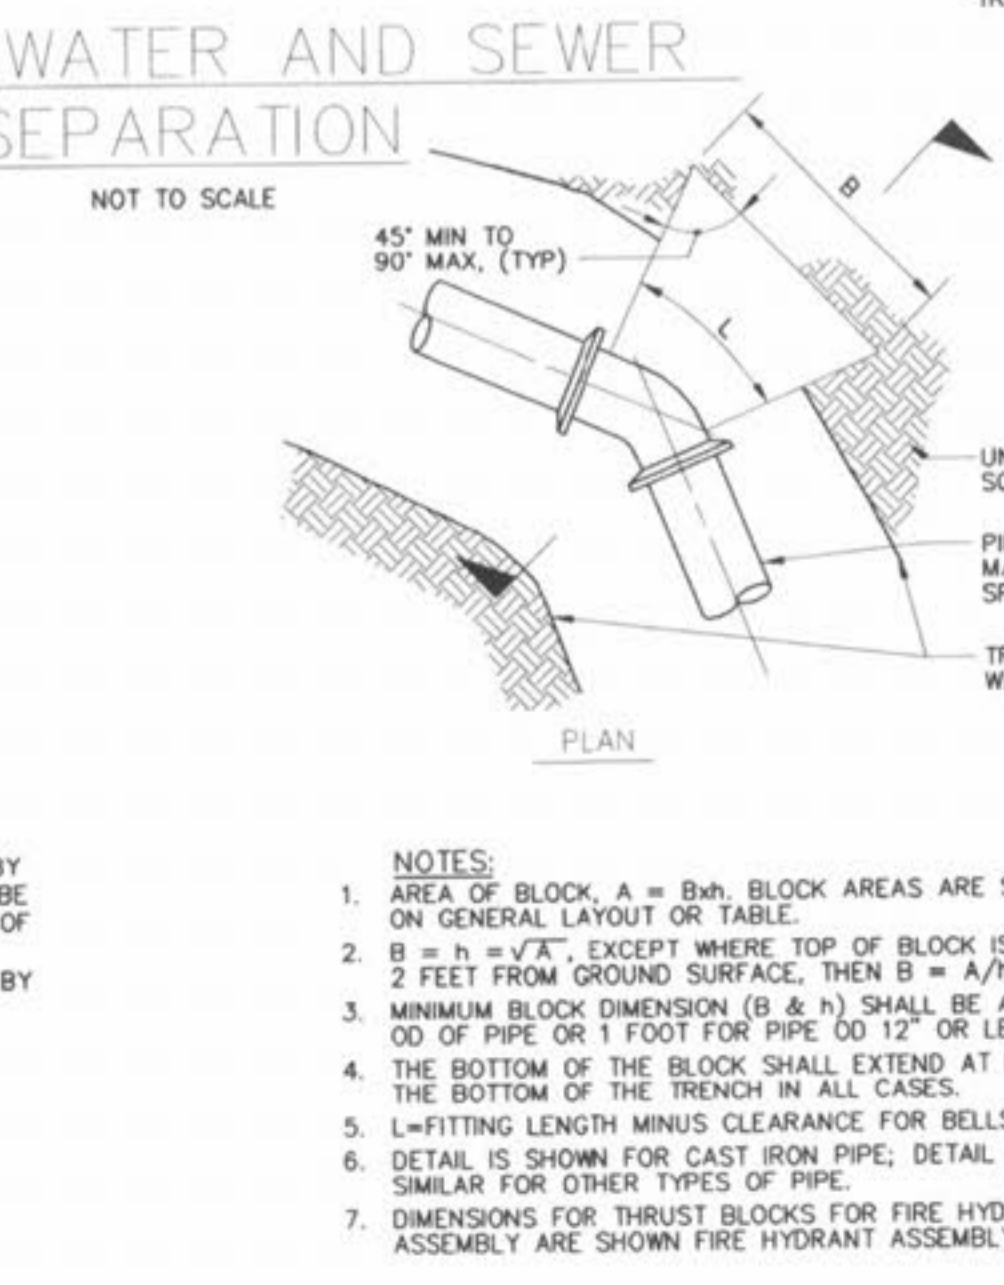 WATER AND SEWER
SEPARATION
NOT TO SCALE
45° MIN TO
90° MAX, (TYP)
B
L
PLAN
BY
BE
OF
BY
NOTES:
1. AREA OF BLOCK, A = Bxh. BLOCK AREAS ARE
ON GENERAL LAYOUT OR TABLE.
2. B = h = √A, EXCEPT WHERE TOP OF BLOCK IS
2 FEET FROM GROUND SURFACE, THEN B = A/h
3. MINIMUM BLOCK DIMENSION (B & h) SHALL BE
OD OF PIPE OR 1 FOOT FOR PIPE OD 12" OR
4. THE BOTTOM OF THE BLOCK SHALL EXTEND AT
THE BOTTOM OF THE TRENCH IN ALL CASES.
5. L=FITTING LENGTH MINUS CLEARANCE FOR BELLS
6. DETAIL IS SHOWN FOR CAST IRON PIPE; DETAIL
SIMILAR FOR OTHER TYPES OF PIPE.
7. DIMENSIONS FOR THRUST BLOCKS FOR FIRE HYD
ASSEMBLY ARE SHOWN FIRE HYDRANT ASSEMBLY